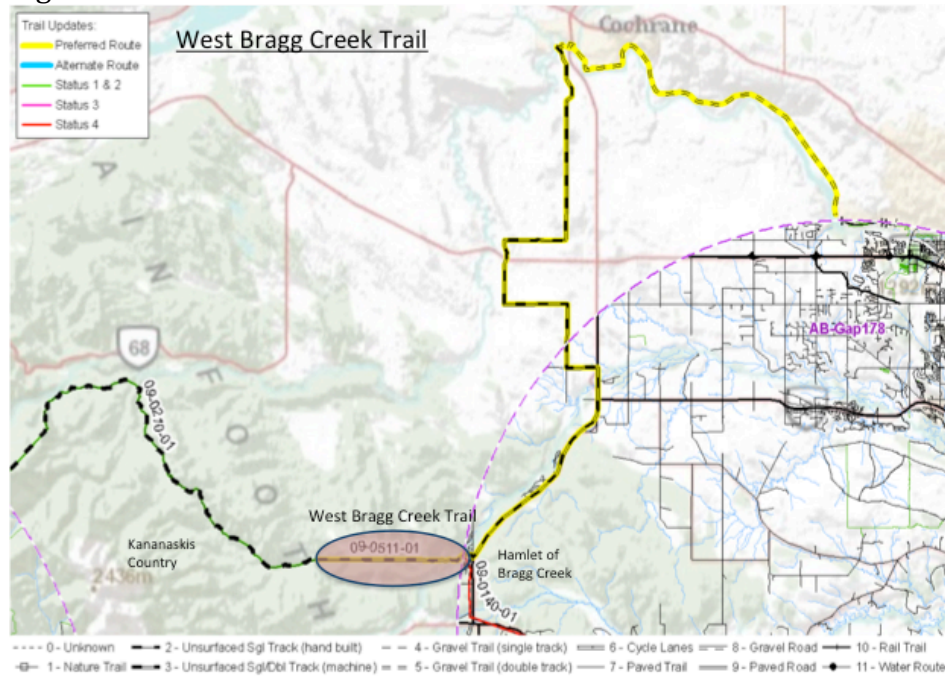 West Bragg Creek Trail
Trail Updates:
Preferred Route
Alternate Route
Status 1 & 2
Status 3
Status 4
Cochrane
AB-Gap178
68
09-0210-01
West Bragg Creek Trail
09-0511-01
Kananaskis
Country
Hamlet of
Bragg Creek
09-0140-01
2436m
0 - Unknown
2 - Unsurfaced Sgl Track (hand built)
4 - Gravel Trail (single track)
6 - Cycle Lanes
8 - Gravel Road
10 - Rail Trail
1 - Nature Trail
3 - Unsurfaced Sgl/Dbl Track (machine)
5 - Gravel Trail (double track)
7 - Paved Trail
9 - Paved Road
11 - Water Route